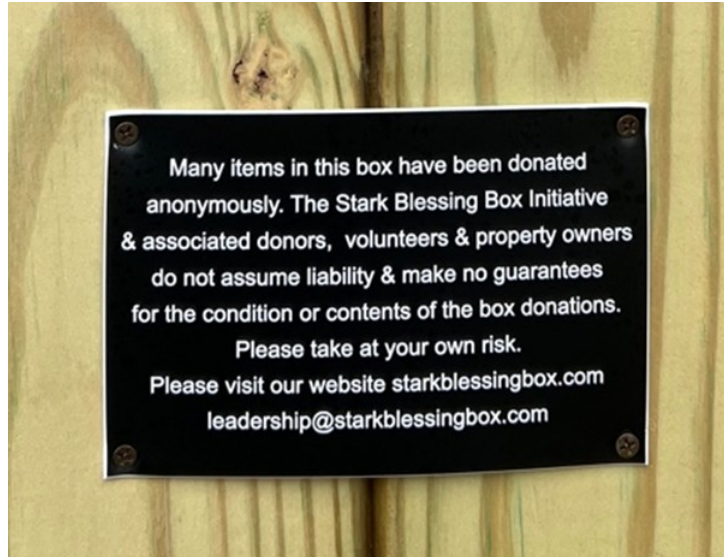 Many items in this box have been donated
anonymously. The Stark Blessing Box Initiative
& associated donors, volunteers & property owners
do not assume liability & make no guarantees
for the condition or contents of the box donations.
Please take at your own risk.
Please visit our website starkblessingbox.com
leadership@starkblessingbox.com